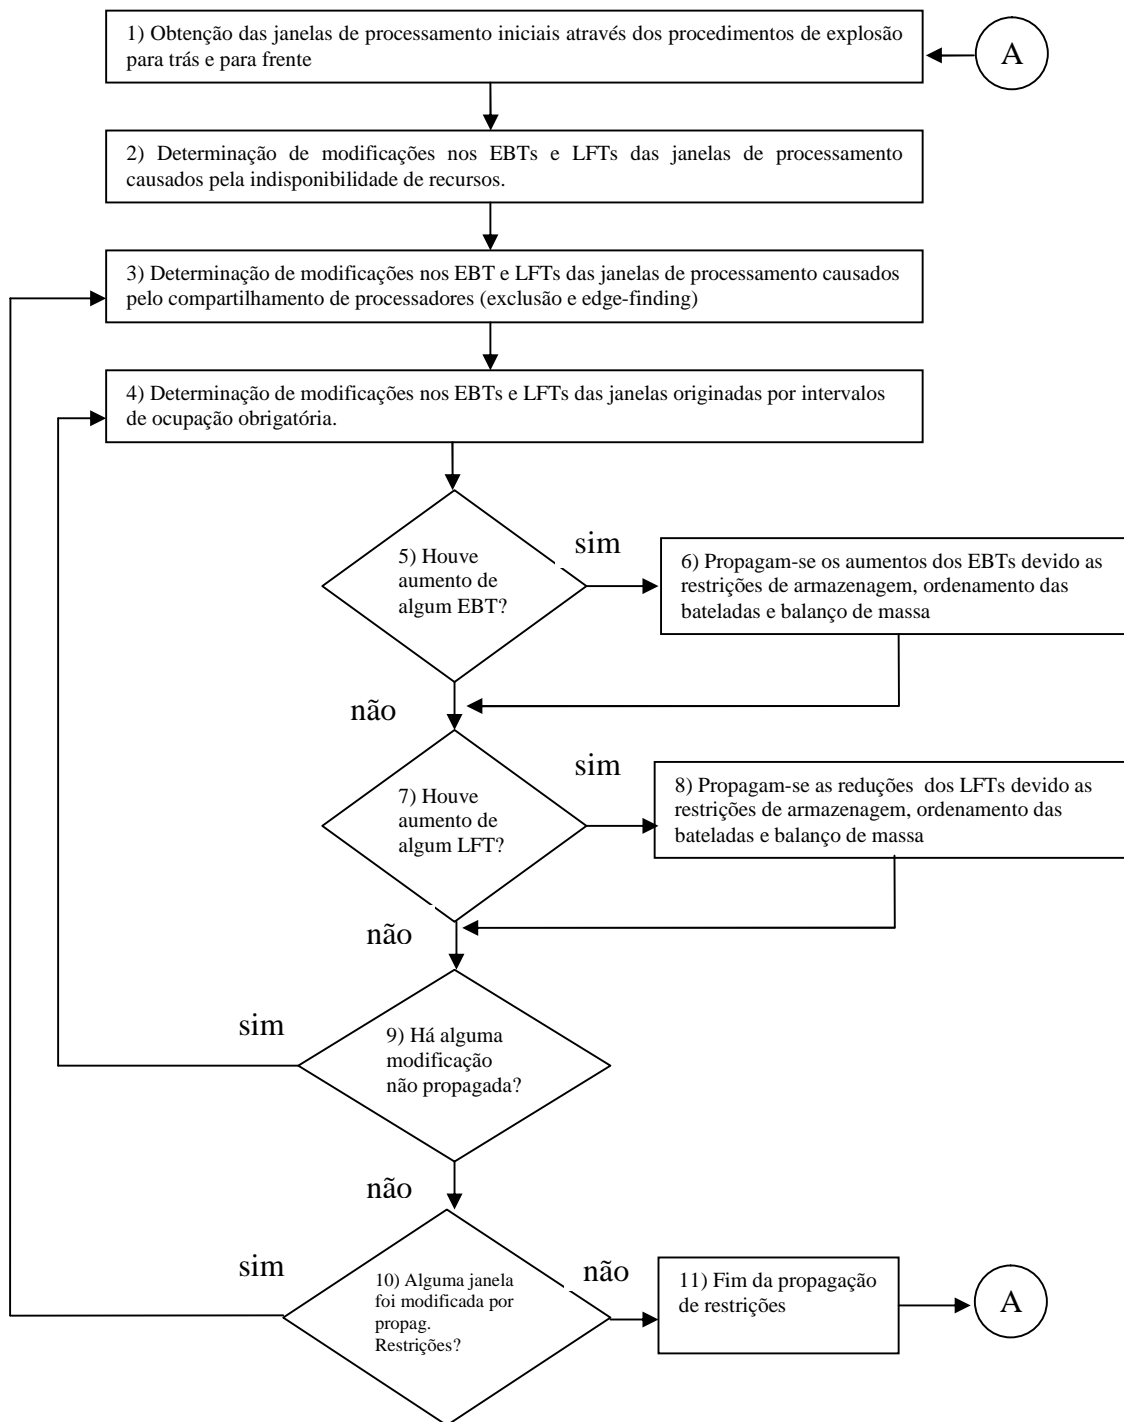 1) Obtenção das janelas de processamento iniciais através dos procedimentos de explosão
para trás e para frente
A
2) Determinação de modificações nos EBTs e LFTs das janelas de processamento
causados pela indisponibilidade de recursos.
3) Determinação de modificações nos EBT e LFTs das janelas de processamento causados
pelo compartilhamento de processadores (exclusão e edge-finding)
4) Determinação de modificações nos EBTs e LFTs das janelas originadas por intervalos
de ocupação obrigatória.
5) Houve
aumento de
algum EBT?
sim
6) Propagam-se os aumentos dos EBTs devido as
restrições de armazenagem, ordenamento das
bateladas e balanço de massa
não
7) Houve
aumento de
algum LFT?
sim
8) Propagam-se as reduções dos LFTs devido as
restrições de armazenagem, ordenamento das
bateladas e balanço de massa
não
9) Há alguma
modificação
não propagada?
sim
não
10) Alguma janela
foi modificada por
propag.
Restrições?
sim
não
11) Fim da propagação
de restrições
A